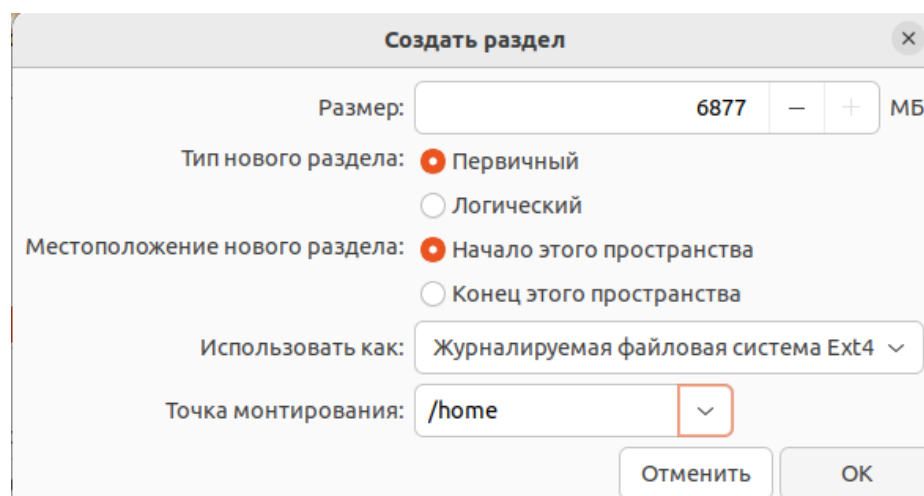 Создать раздел
Размер: 6877 МБ
Тип нового раздела: Первичный
Логический
Местоположение нового раздела: Начало этого пространства
Конец этого пространства
Использовать как: Журналируемая файловая система Ext4
Точка монтирования: /home
Отменить ОК